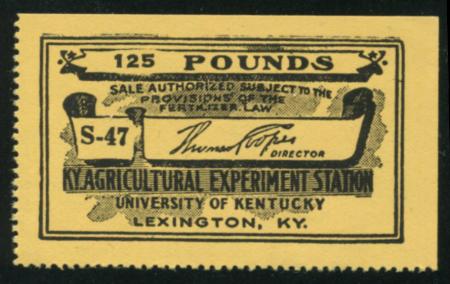 125 POUNDS
SALE AUTHORIZED SUBJECT TO THE
PROVISIONS OF THE
FERTILIZER LAW
S-47
Thomas Cooper
DIRECTOR
KY. AGRICULTURAL EXPERIMENT STATION
UNIVERSITY OF KENTUCKY
LEXINGTON, KY.